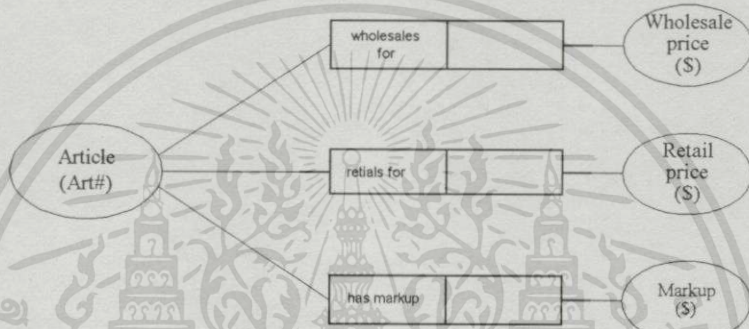 wholesales
for
Wholesale
price
($)
Article
(Art#)
retials for
Retail
price
($)
has markup
Markup
($)